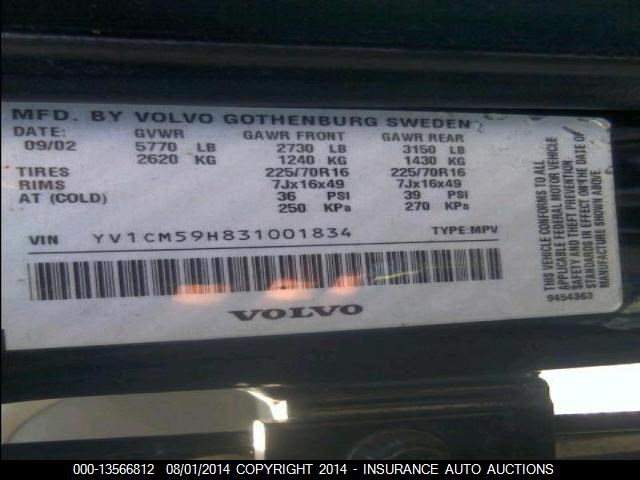 MFD. BY VOLVO GOTHENBURG SWEDEN
DATE: GVWR GAWR FRONT GAWR REAR
09/02 5770 LB 2730 LB 3150 LB
2620 KG 1240 KG 1430 KG
TIRES 225/70R16 225/70R16
RIMS 7Jx16x49 7Jx16x49
AT (COLD) 36 PSI 39 PSI
250 KPa 270 KPa
VIN YV1CM59H831001834 TYPE:MPV
VOLVO
THIS VEHICLE CONFORMS TO ALL
APPLICABLE FEDERAL MOTOR VEHICLE
SAFETY AND THEFT PREVENTION
STANDARDS IN EFFECT ON DATE OF
MANUFACTURE SHOWN ABOVE
9454363
000-13566812 08/01/2014 COPYRIGHT 2014 - INSURANCE AUTO AUCTIONS